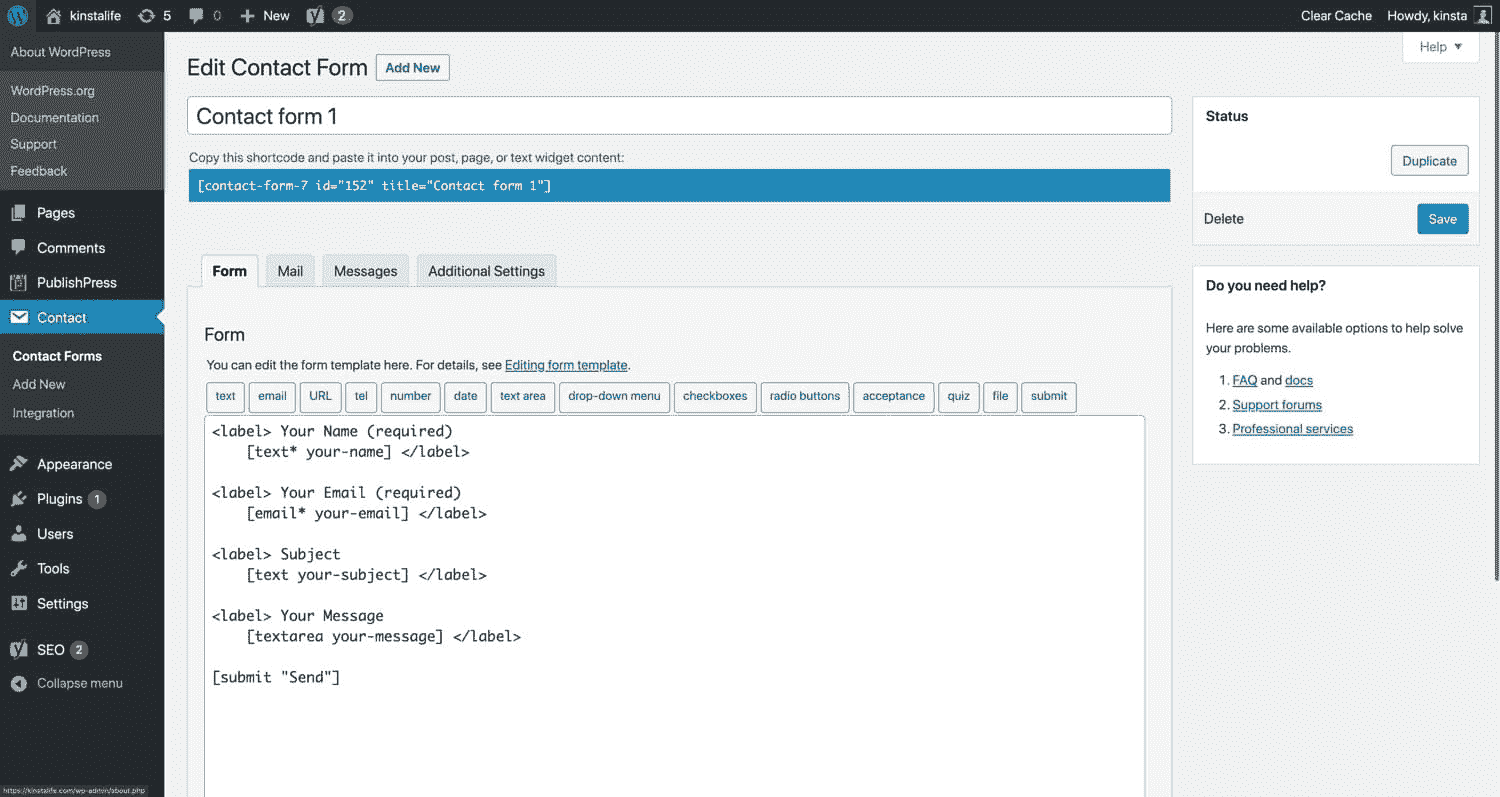 kinstalife 5 0 New 2 Clear Cache Howdy, kinsta
About WordPress
WordPress.org
Documentation
Support
Feedback
Pages
Comments
PublishPress
Contact
Contact Forms
Add New
Integration
Appearance
Plugins 1
Users
Tools
Settings
SEO 2
Collapse menu
https://kinstalife.com/wp-admin/about.php
Help
Edit Contact Form Add New
Contact form 1
Copy this shortcode and paste it into your post, page, or text widget content:
[contact-form-7 id="152" title="Contact form 1"]
Form Mail Messages Additional Settings
Form
You can edit the form template here. For details, see Editing form template.
text email URL tel number date text area drop-down menu checkboxes radio buttons acceptance quiz file submit
<label> Your Name (required)
[text* your-name] </label>
<label> Your Email (required)
[email* your-email] </label>
<label> Subject
[text your-subject] </label>
<label> Your Message
[textarea your-message] </label>
[submit "Send"]
Status
Duplicate
Delete Save
Do you need help?
Here are some available options to help solve
your problems.
1. FAQ and docs
2. Support forums
3. Professional services